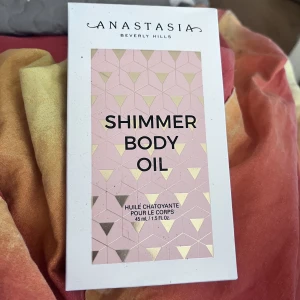 ANASTASIA
BEVERLY HILLS
SHIMMER
BODY
OIL
HUILE CHATOYANTE
POUR LE CORPS
45 mL / 1.5 fl.Oz